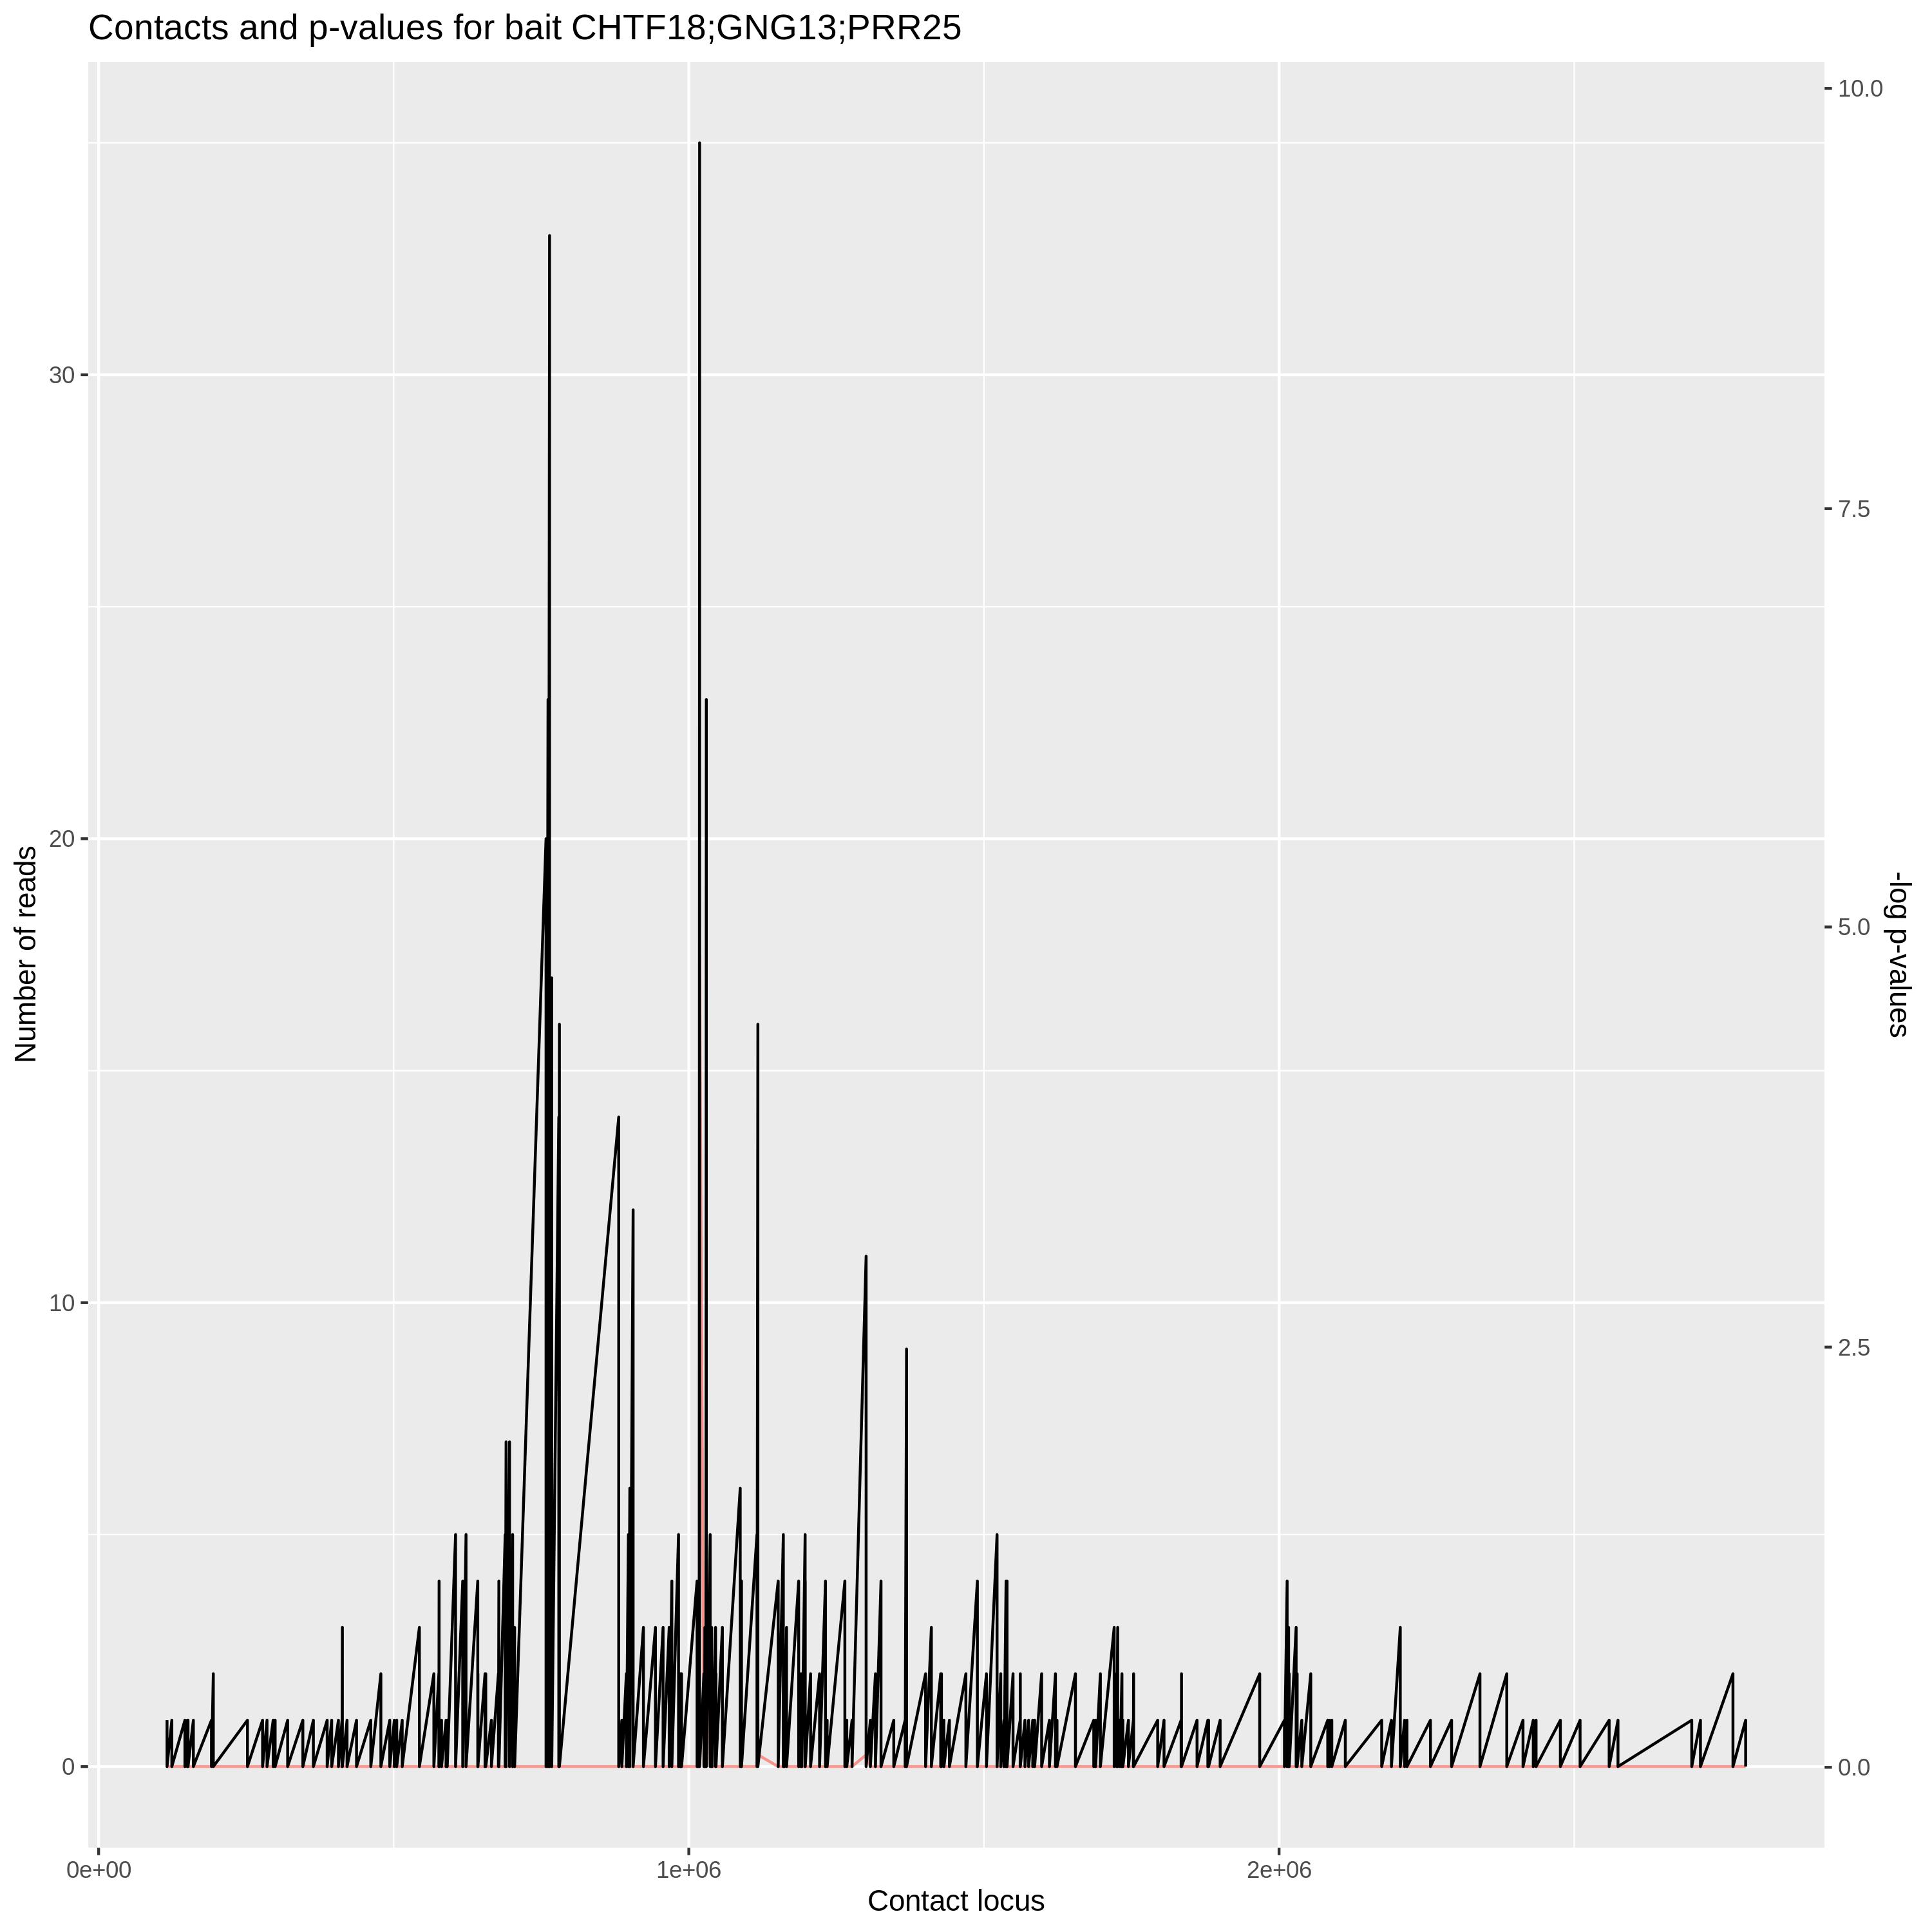 Contacts and p-values for bait CHTF18;GNG13;PRR25
Number of reads
30
20
10
0
10.0
7.5
5.0
2.5
0.0
-log p-values
0e+00
1e+06
2e+06
Contact locus